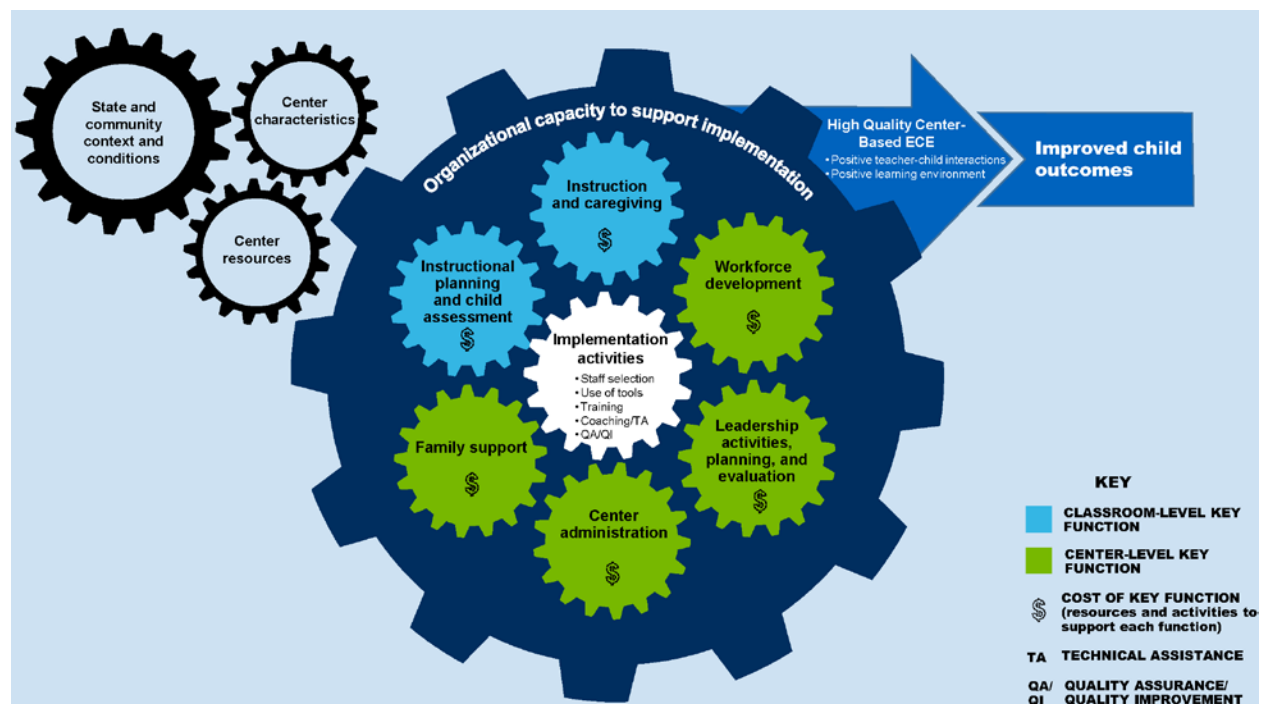 State and
community
context and
conditions
Center
characteristics
Center
resources
Organizational capacity to support implementation
Instruction
and caregiving
$
Instructional
planning
and child
assessment
$
Workforce
development
$
Implementation
activities
•Staff selection
•Use of tools
•Training
•Coaching/TA
•QA/QI
Family support
$
Leadership
activities,
planning, and
evaluation
$
Center
administration
$
High Quality Center-
Based ECE
•Positive teacher-child interactions
•Positive learning environment
Improved child
outcomes
KEY
CLASSROOM-LEVEL KEY
FUNCTION
CENTER-LEVEL KEY
FUNCTION
$ COST OF KEY FUNCTION
(resources and activities to
support each function)
TA TECHNICAL ASSISTANCE
QA/ QUALITY ASSURANCE/
QI QUALITY IMPROVEMENT